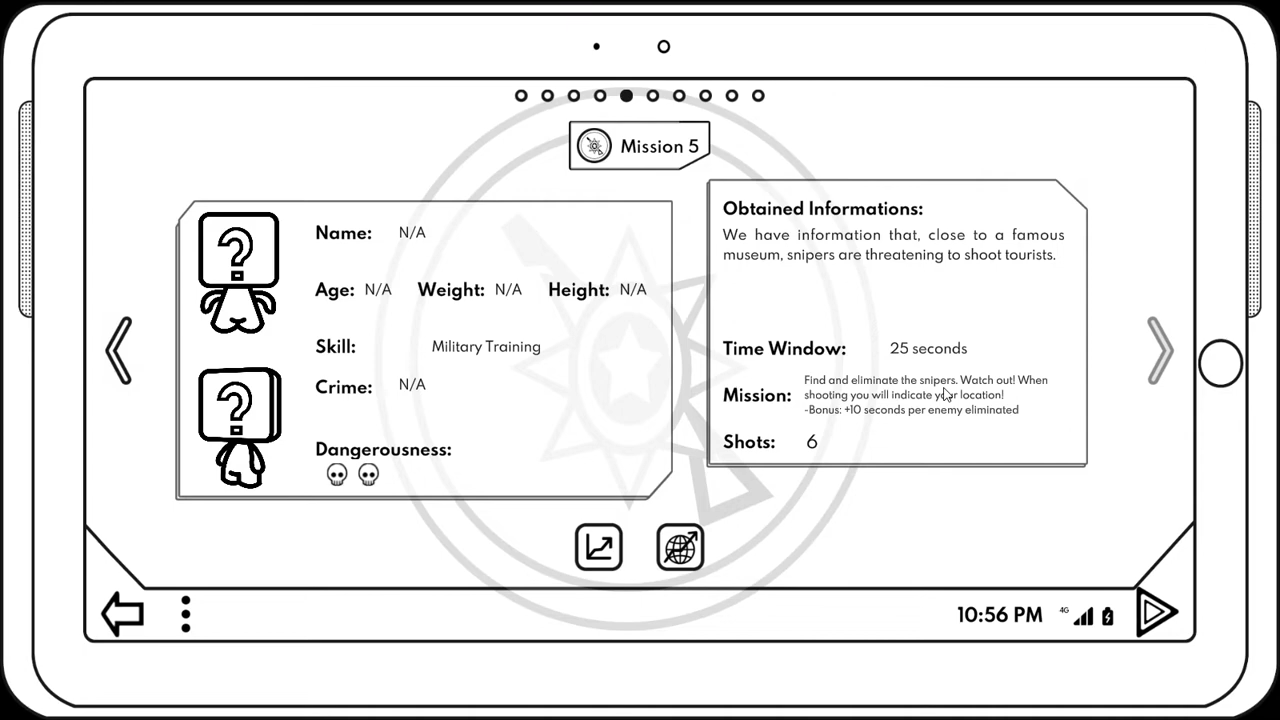 Mission 5
Name: N/A
Age: N/A Weight: N/A Height: N/A
Skill: Military Training
Crime: N/A
Dangerousness:
Obtained Informations:
We have information that, close to a famous
museum, snipers are threatening to shoot tourists.
Time Window: 25 seconds
Mission: Find and eliminate the snipers. Watch out! When
shooting you will indicate your location!
-Bonus: +10 seconds per enemy eliminated
Shots: 6
10:56 PM 4G